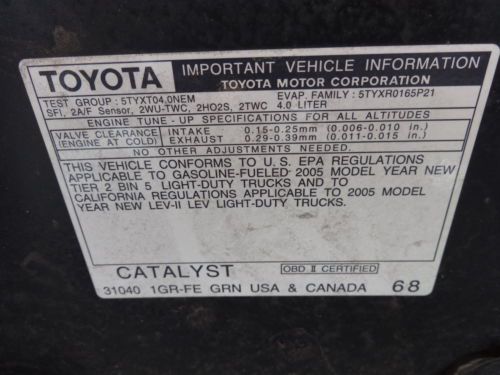 TOYOTA
IMPORTANT VEHICLE INFORMATION
TOYOTA MOTOR CORPORATION
TEST GROUP : 5TYXT04.0NEM EVAP. FAMILY : 5TYXR0165P21
SFI, 2A/F Sensor, 2WU-TWC, 2HO2S, 2TWC 4.0 LITER
ENGINE TUNE-UP SPECIFICATIONS FOR ALL ALTITUDES
VALVE CLEARANCE INTAKE 0.15-0.25mm (0.006-0.010 in.)
(ENGINE AT COLD) EXHAUST 0.29-0.39mm (0.011-0.015 in.)
NO OTHER ADJUSTMENTS NEEDED.
THIS VEHICLE CONFORMS TO U.S. EPA REGULATIONS
APPLICABLE TO GASOLINE-FUELED 2005 MODEL YEAR NEW
TIER 2 BIN 5 LIGHT-DUTY TRUCKS AND TO
CALIFORNIA REGULATIONS APPLICABLE TO 2005 MODEL
YEAR NEW LEV-II LEV LIGHT-DUTY TRUCKS.
CATALYST OBD II CERTIFIED
31040 1GR-FE GRN USA & CANADA 68